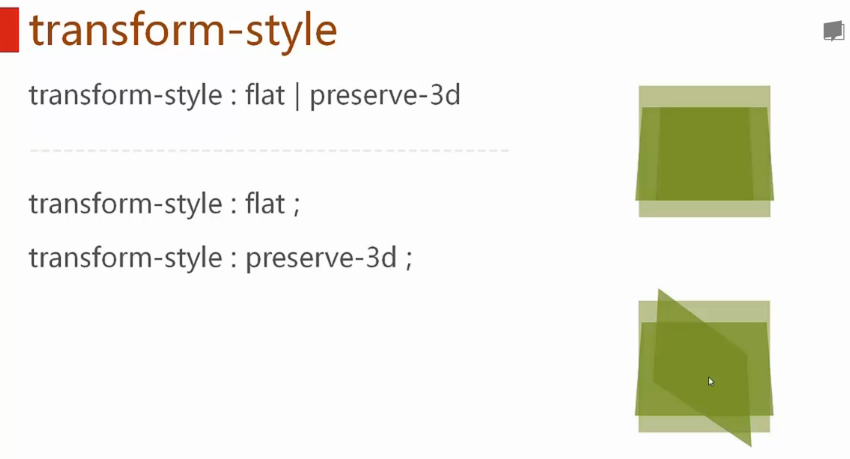 transform-style
transform-style : flat | preserve-3d
transform-style : flat ;
transform-style : preserve-3d ;